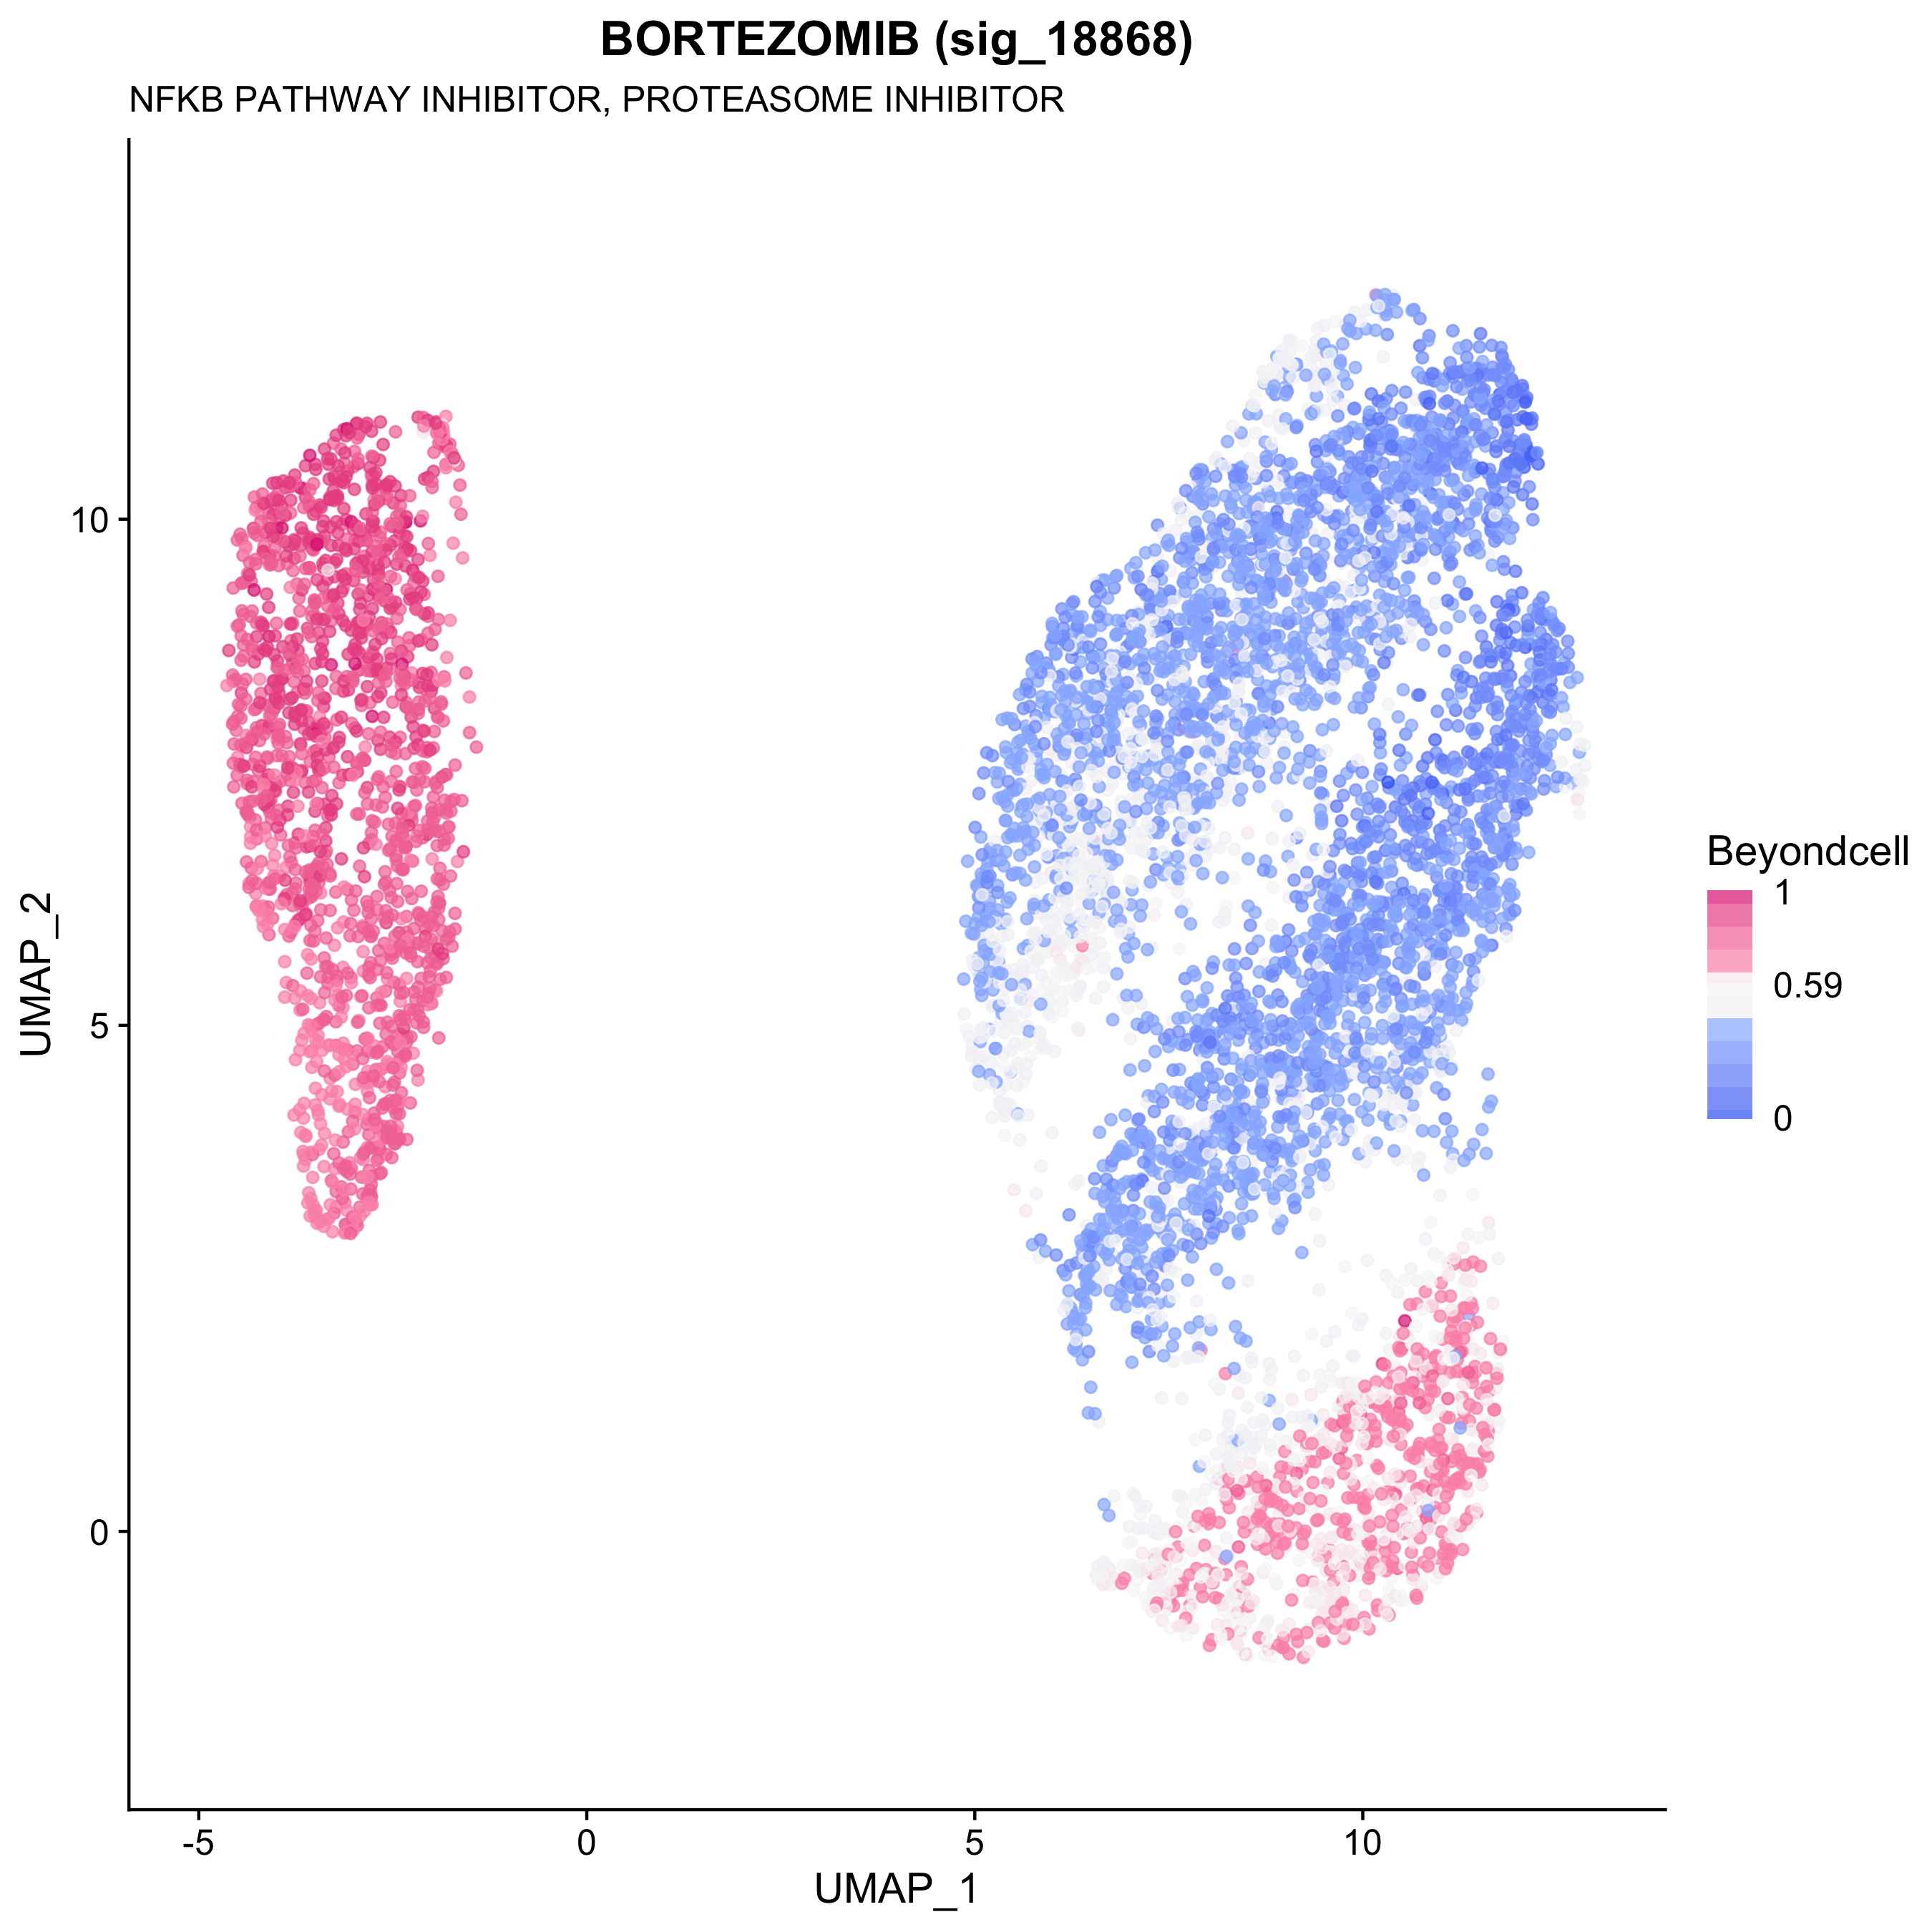 BORTEZOMIB (sig_18868)
NFKB PATHWAY INHIBITOR, PROTEASOME INHIBITOR
UMAP_2
10
5
0
-5
0
5
10
UMAP_1
Beyondcell
1
0.59
0